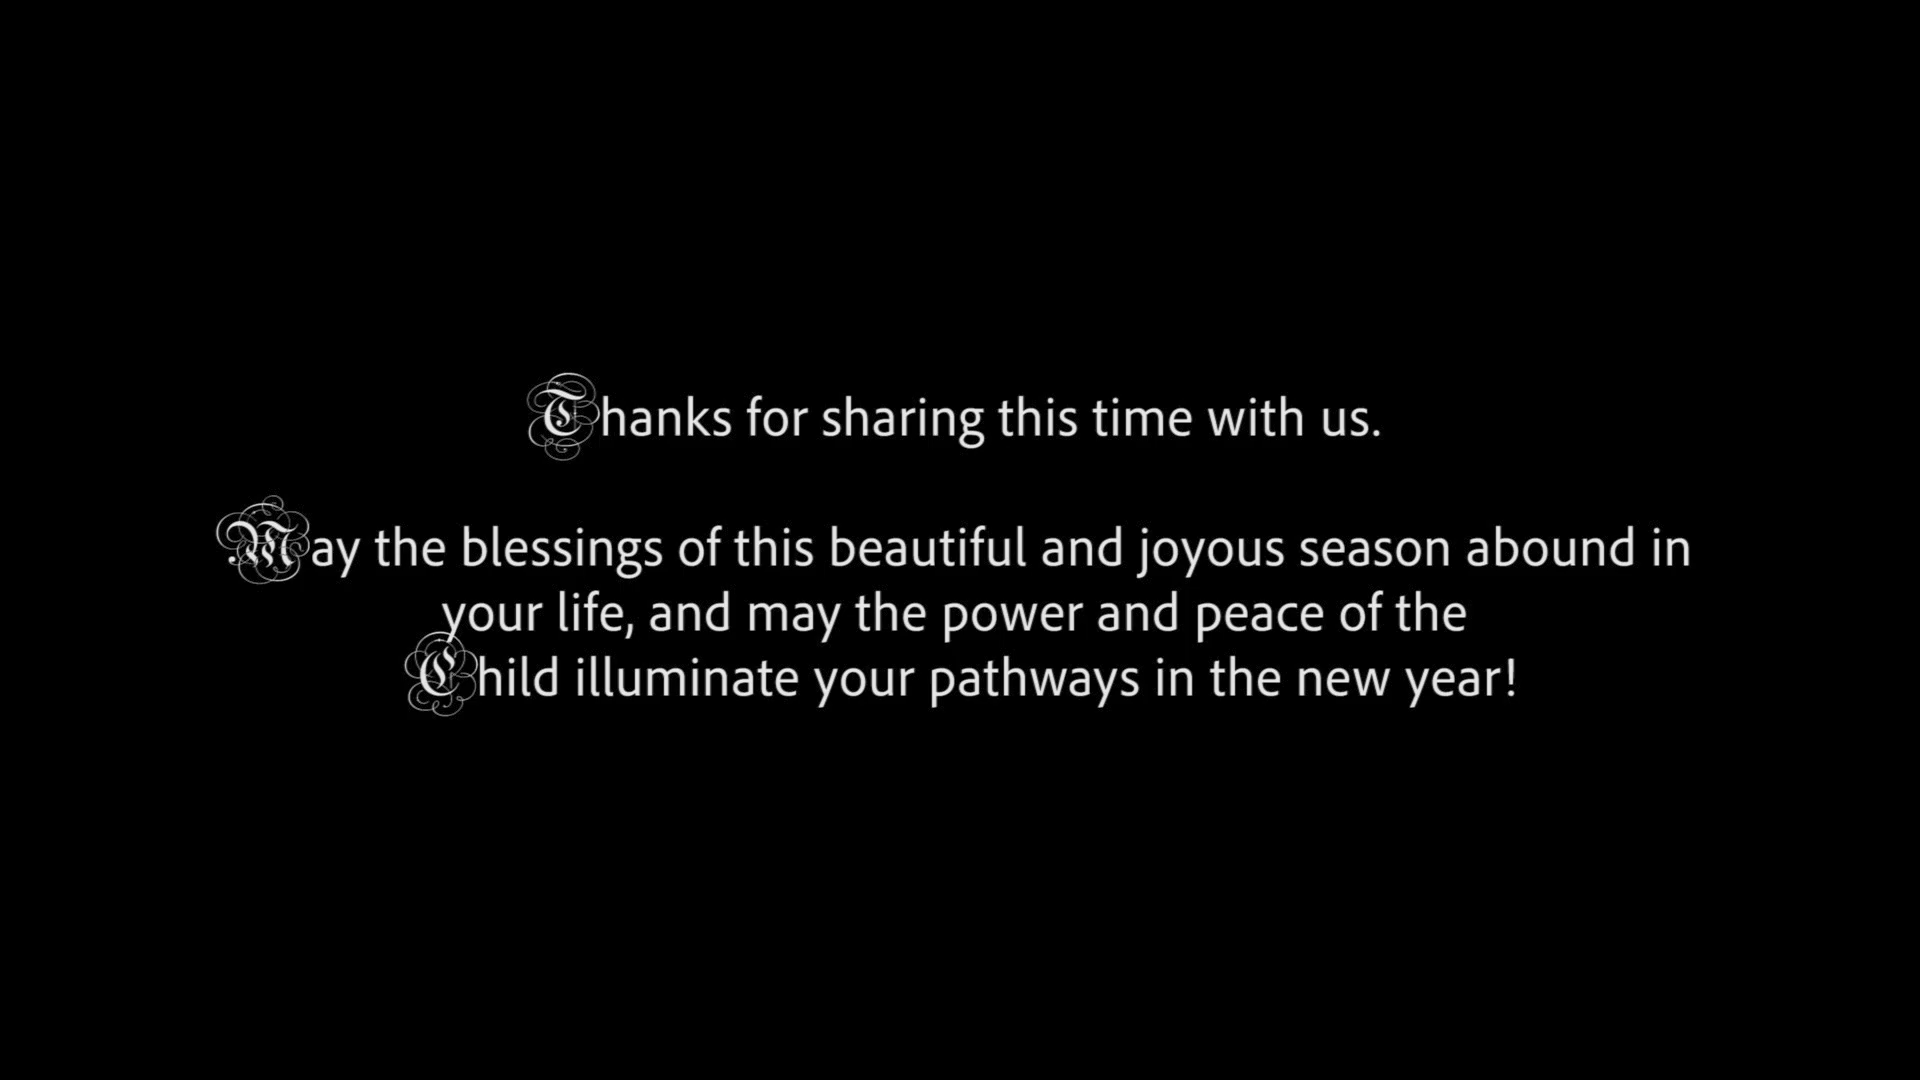 Thanks for sharing this time with us.
May the blessings of this beautiful and joyous season abound in
your life, and may the power and peace of the
Child illuminate your pathways in the new year!